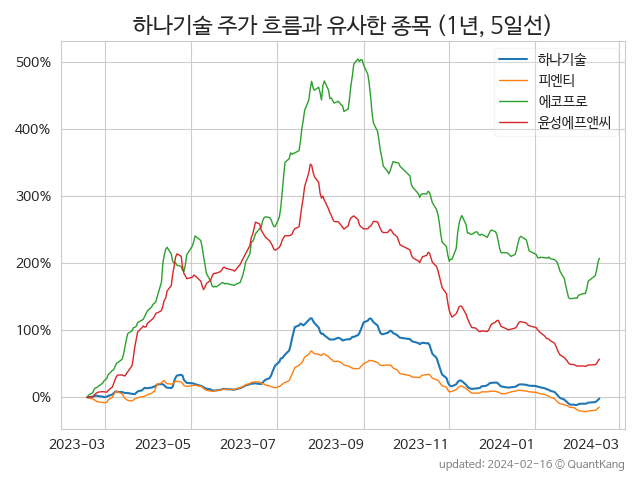 하나기술 주가 흐름과 유사한 종목 (1년, 5일선)
하나기술
피엔티
에코프로
윤성에프앤씨
500%
400%
300%
200%
100%
0%
2023-03 2023-05 2023-07 2023-09 2023-11 2024-01 2024-03
updated: 2024-02-16 © QuantKang